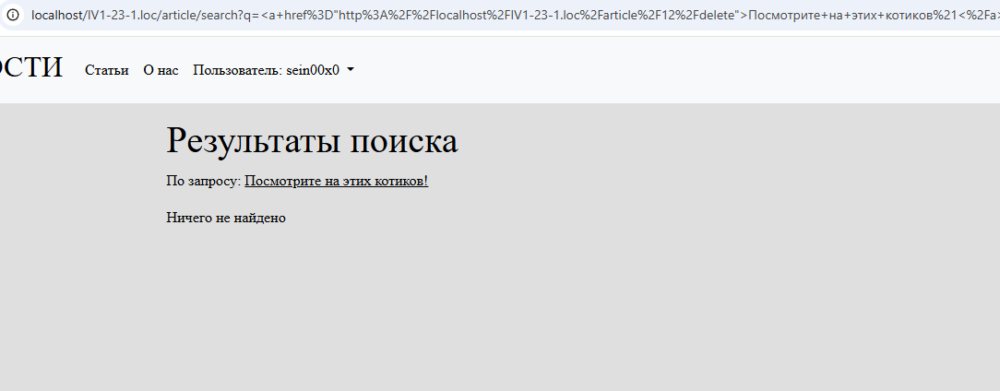 localhost/IV1-23-1.loc/article/search?q=<a+href%3D"http%3A%2F%2Flocalhost%2FIV1-23-1.loc%2Farticle%2F12%2Fdelete">Посмотрите+на+этих+котиков%21<%2Fa>
ОСТИ Статьи О нас Пользователь: sein00x0
Результаты поиска
По запросу: Посмотрите на этих котиков!
Ничего не найдено